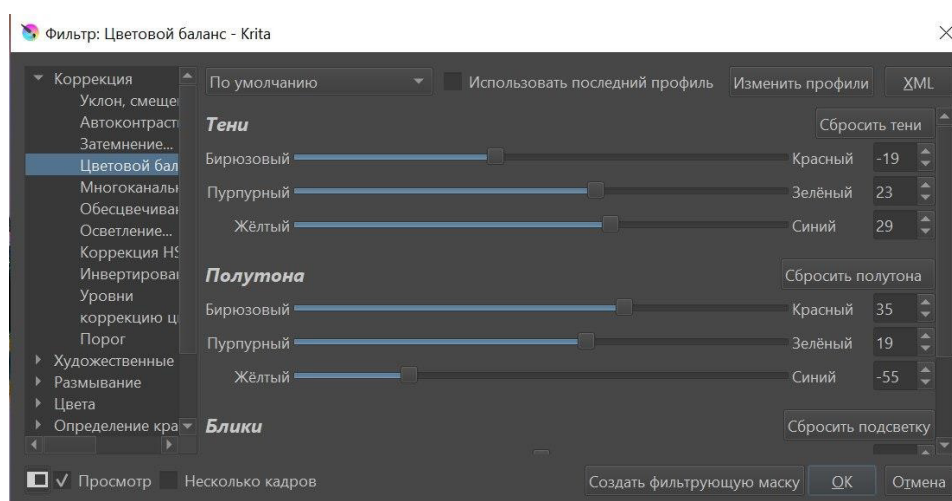 Фильтр: Цветовой баланс - Krita
Коррекция
Уклон, смеще
Автоконтраст
Затемнение...
Цветовой бал
Многоканальн
Обесцвечиван
Осветление...
Коррекция HS
Инвертирова
Уровни
коррекцию ц
Порог
Художественные
Размывание
Цвета
Определение кра
По умолчанию
Использовать последний профиль
Изменить профили
XML
Тени
Сбросить тени
Бирюзовый Красный -19
Пурпурный Зелёный 23
Жёлтый Синий 29
Полутона
Сбросить полутона
Бирюзовый Красный 35
Пурпурный Зелёный 19
Жёлтый Синий -55
Блики
Сбросить подсветку
Просмотр
Несколько кадров
Создать фильтрующую маску
OK
Отмена